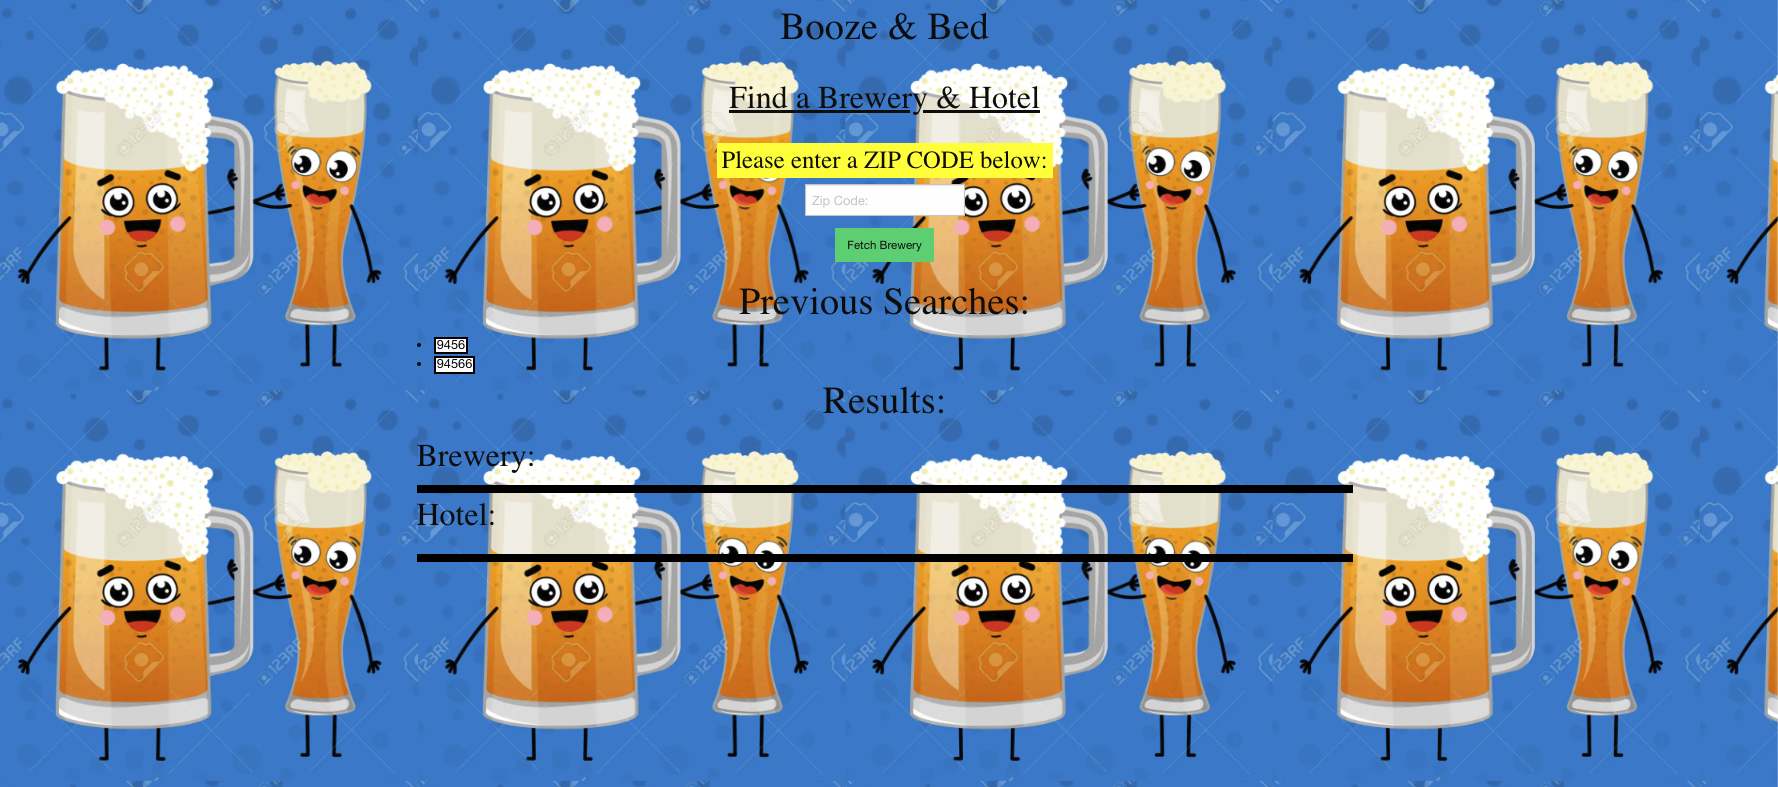 Booze & Bed
Find a Brewery & Hotel
Please enter a ZIP CODE below:
Zip Code:
Fetch Brewery
Previous Searches:
9456
94566
Results:
Brewery:
Hotel: